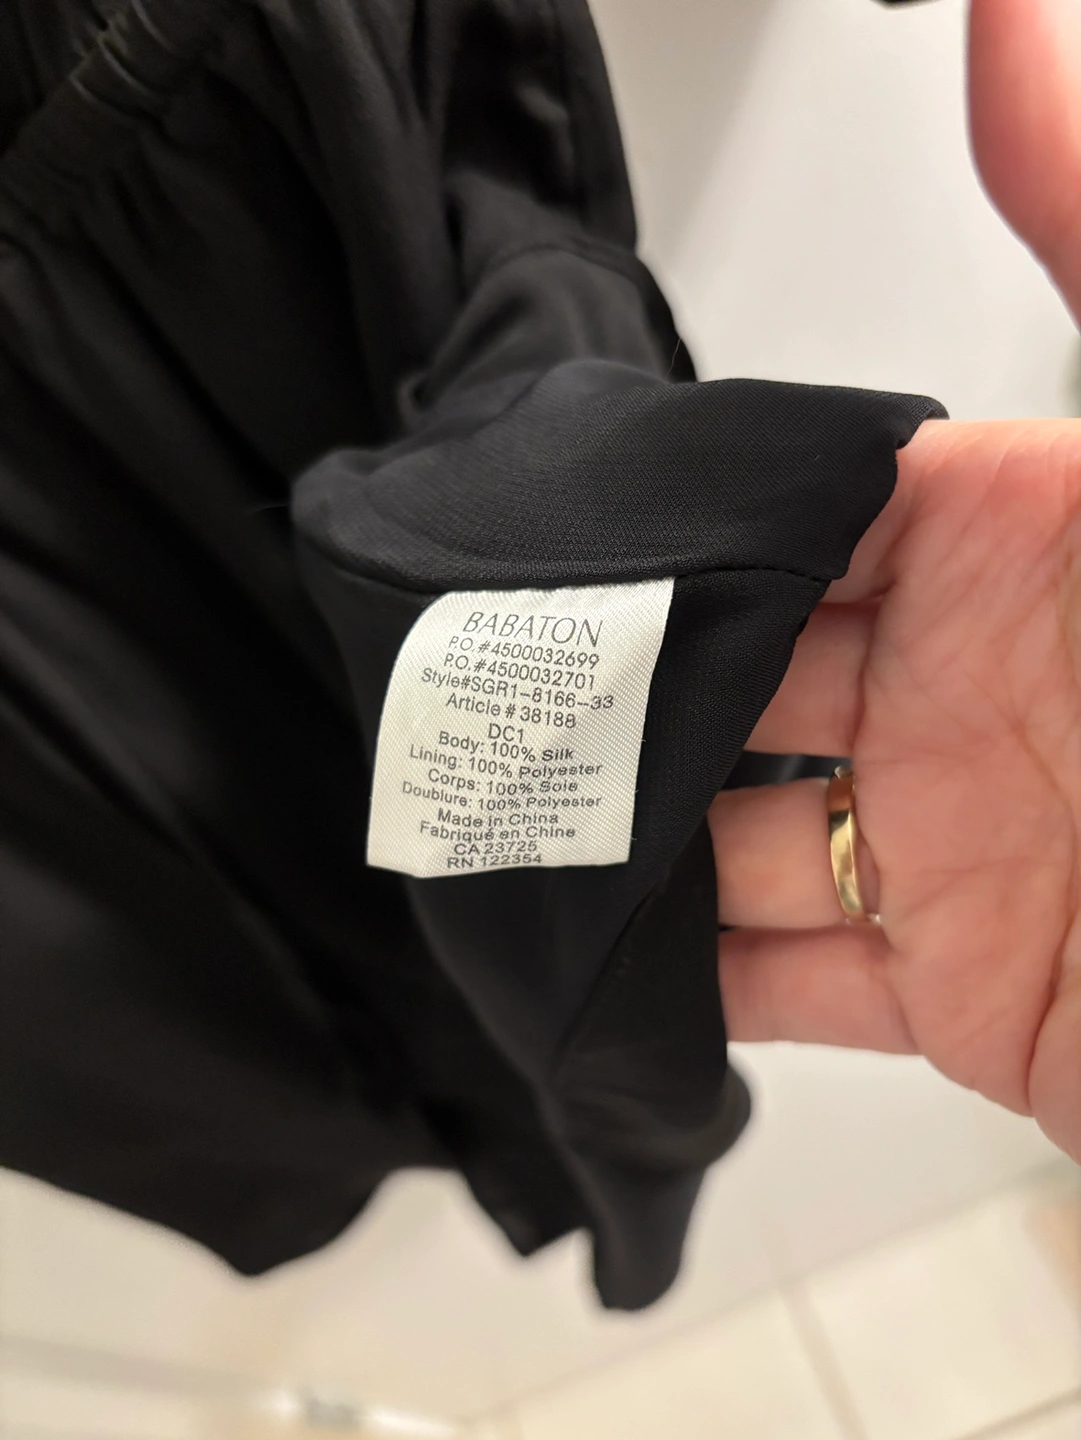 BABATON
P.O.#4500032699
P.O.#4500032701
Style#SGR1-8166-33
Article # 38188
DC1
Body: 100% Silk
Lining: 100% Polyester
Corps: 100% Soie
Doublure: 100% Polyester
Made in China
Fabriqué en Chine
CA 23725
RN 122354